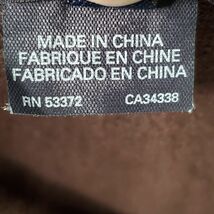 MADE IN CHINA
FABRIQUE EN CHINE
FABRICADO EN CHINA
RN 53372 CA34338